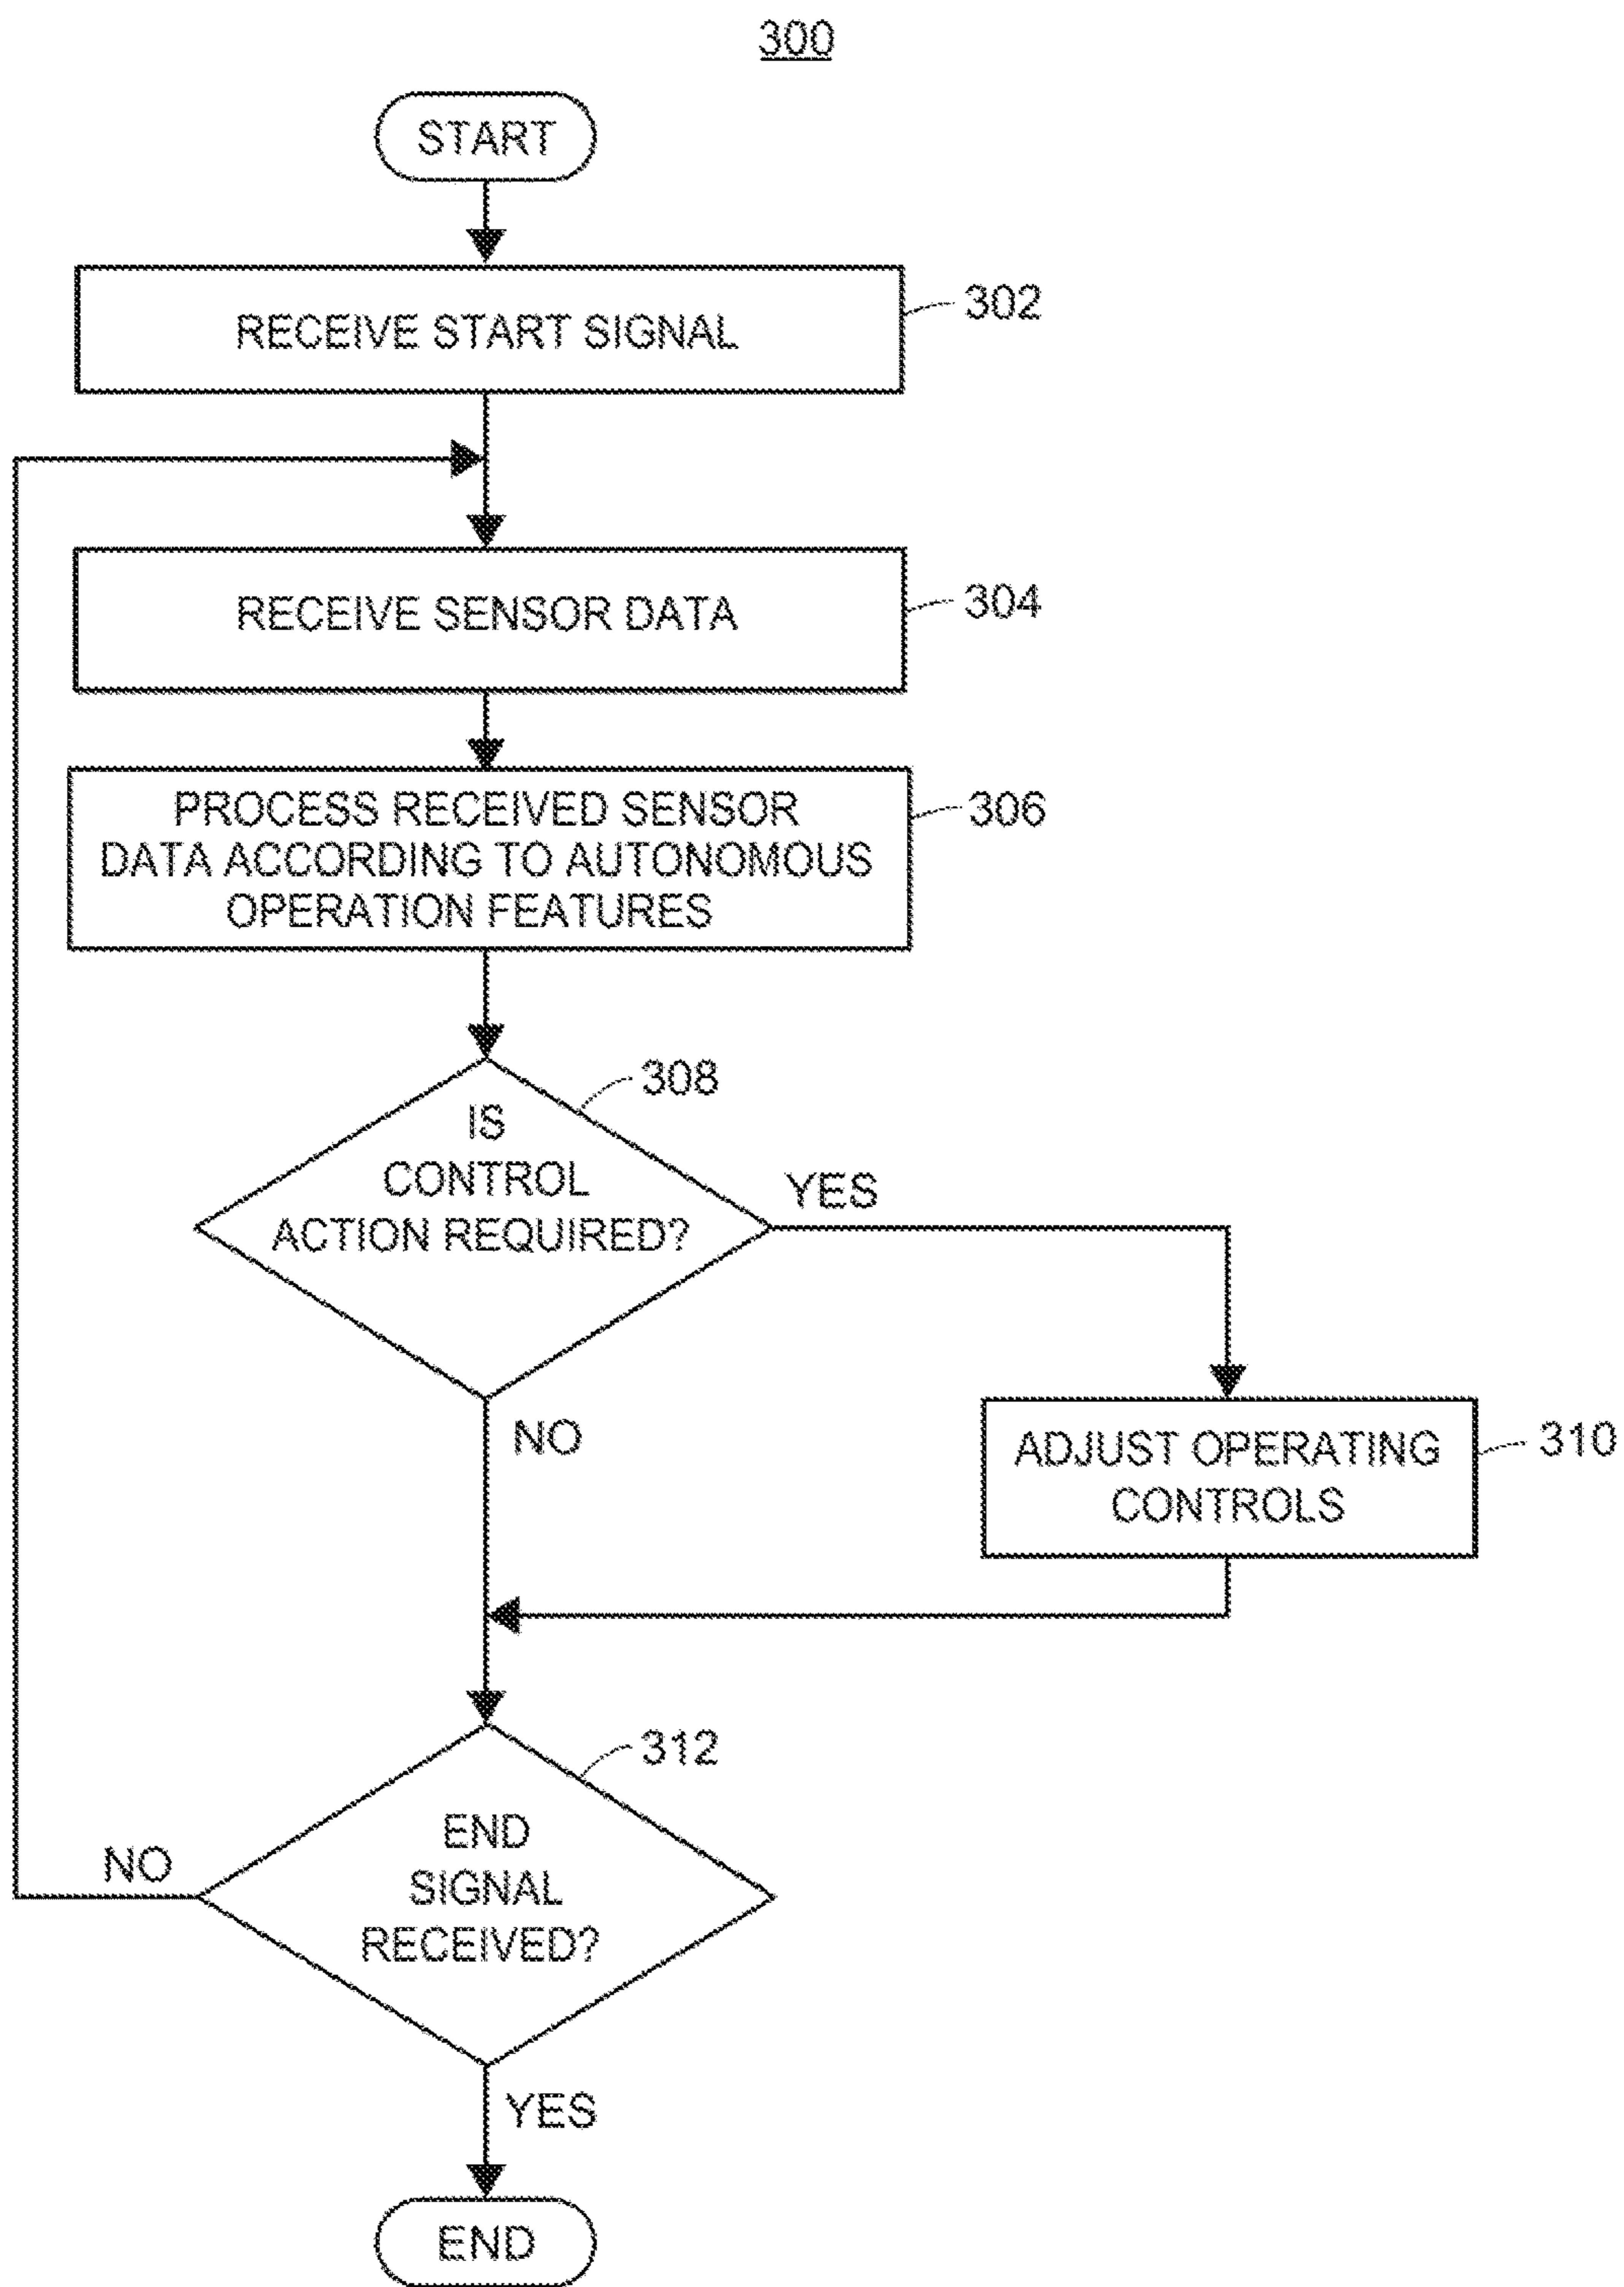 300
START
RECEIVE START SIGNAL
302
RECEIVE SENSOR DATA
304
PROCESS RECEIVED SENSOR
DATA ACCORDING TO AUTONOMOUS
OPERATION FEATURES
306
308
IS
CONTROL
ACTION REQUIRED?
YES
NO
ADJUST OPERATING
CONTROLS
310
312
END
SIGNAL
RECEIVED?
NO
YES
END